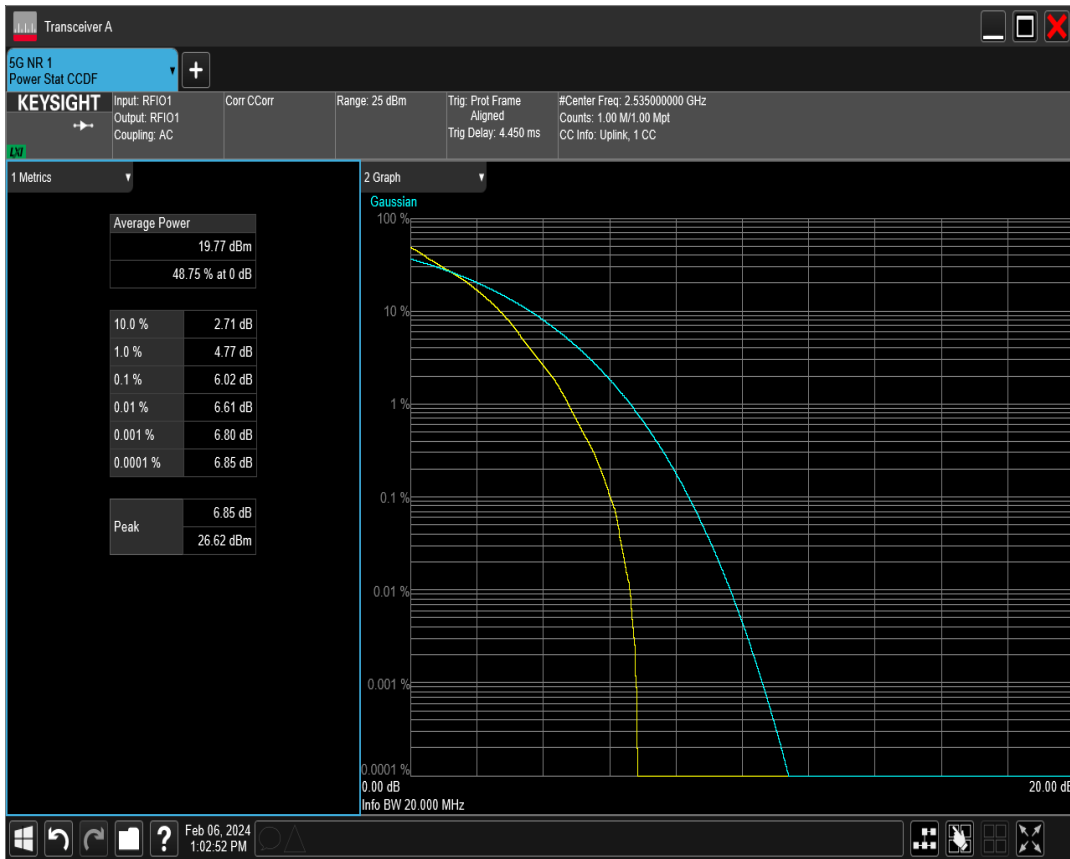 Transceiver A
5G NR 1
Power Stat CCDF
+
KEYSIGHT
LXI
Input: RFIO1
Output: RFIO1
Coupling: AC
Corr CCorr
Range: 25 dBm
Trig: Prot Frame
Aligned
Trig Delay: 4.450 ms
#Center Freq: 2.535000000 GHz
Counts: 1.00 M/1.00 Mpt
CC Info: Uplink, 1 CC
1 Metrics
Average Power
19.77 dBm
48.75 % at 0 dB
10.0 % 2.71 dB
1.0 % 4.77 dB
0.1 % 6.02 dB
0.01 % 6.61 dB
0.001 % 6.80 dB
0.0001 % 6.85 dB
Peak
6.85 dB
26.62 dBm
2 Graph
Gaussian
100 %
10 %
1 %
0.1 %
0.01 %
0.001 %
0.0001 %
0.00 dB 20.00 dB
Info BW 20.000 MHz
?
Feb 06, 2024
1:02:52 PM